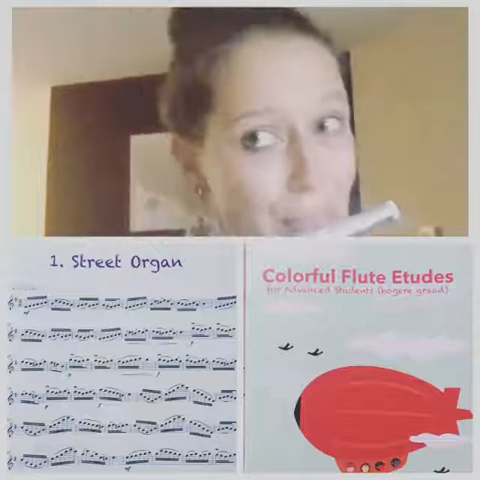 1. Street Organ
Colorful Flute Etudes
for Advanced Students (hogere graad)